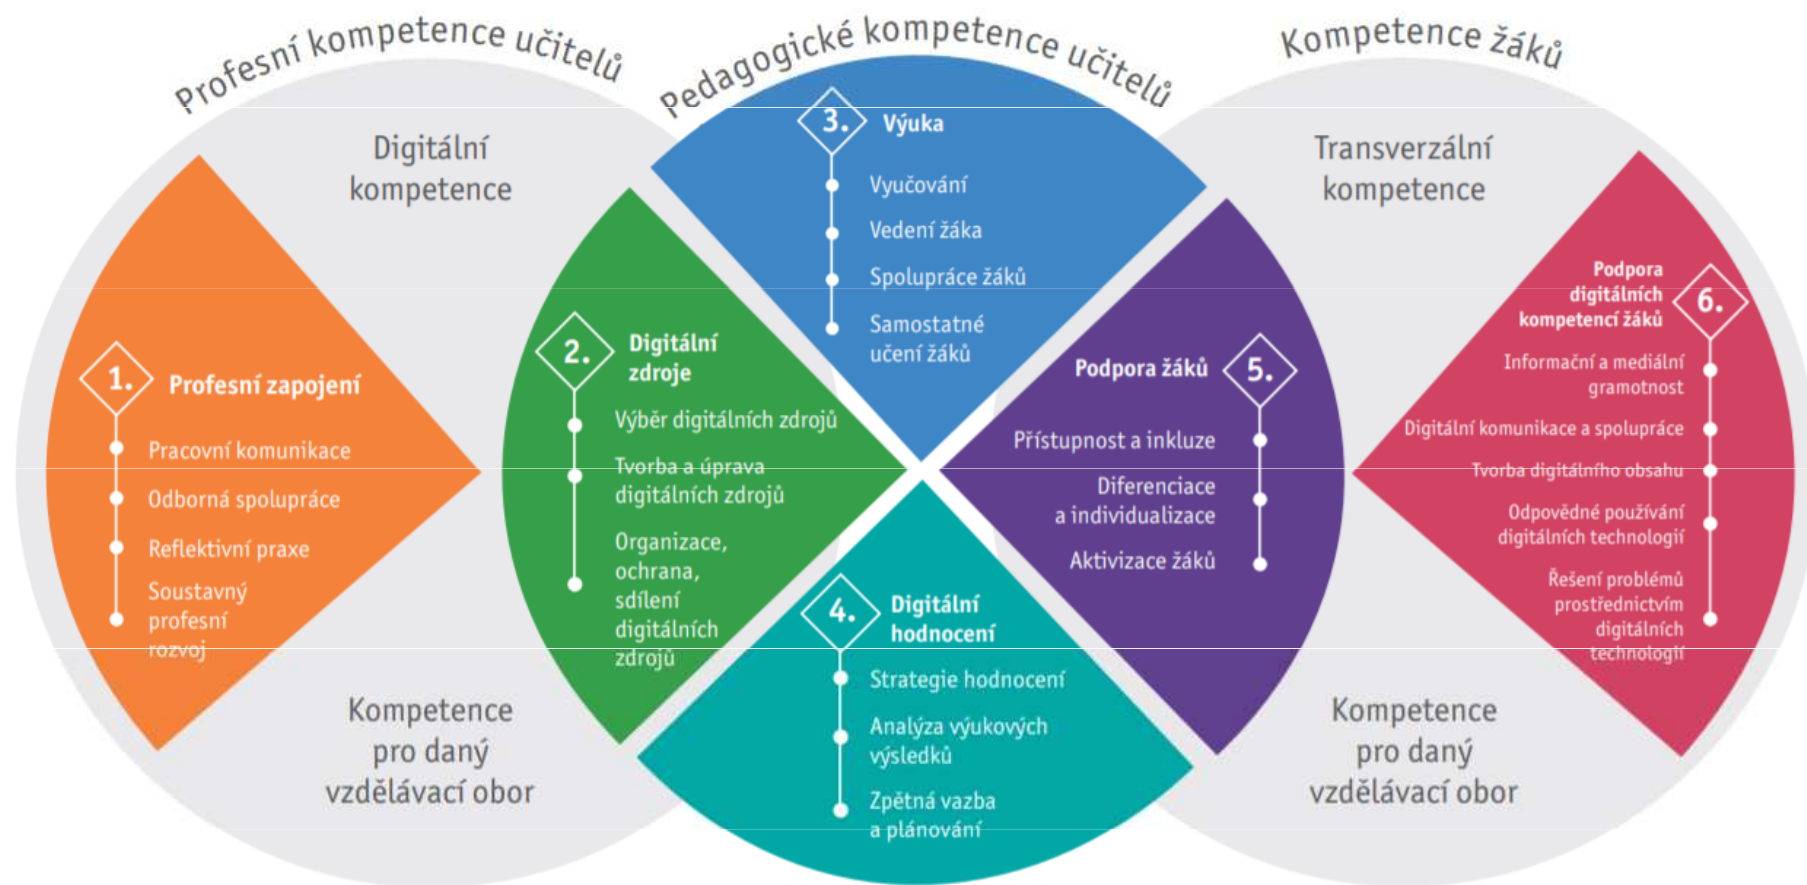 Profesní kompetence učitelů
Pedagogické kompetence učitelů
Kompetence žáků
Digitální
kompetence
Transverzální
kompetence
1.
Profesní zapojení
Pracovní komunikace
Odborná spolupráce
Reflektivní praxe
Soustavný
profesní
rozvoj
2.
Digitální
zdroje
Výběr digitálních zdrojů
Tvorba a úprava
digitálních zdrojů
Organizace,
ochrana,
sdílení
digitálních
zdrojů
3.
Výuka
Vyučování
Vedení žáka
Spolupráce žáků
Samostatné
učení žáků
4.
Digitální
hodnocení
Strategie hodnocení
Analýza výukových
výsledků
Zpětná vazba
a plánování
Podpora žáků
5.
Přístupnost a inkluze
Diferenciace
a individualizace
Aktivizace žáků
Podpora
digitálních
kompetencí žáků
6.
Informační a mediální
gramotnost
Digitální komunikace a spolupráce
Tvorba digitálního obsahu
Odpovědné používání
digitálních technologií
Řešení problémů
prostřednictvím
digitálních
technologií
Kompetence
pro daný
vzdělávací obor
Kompetence
pro daný
vzdělávací obor